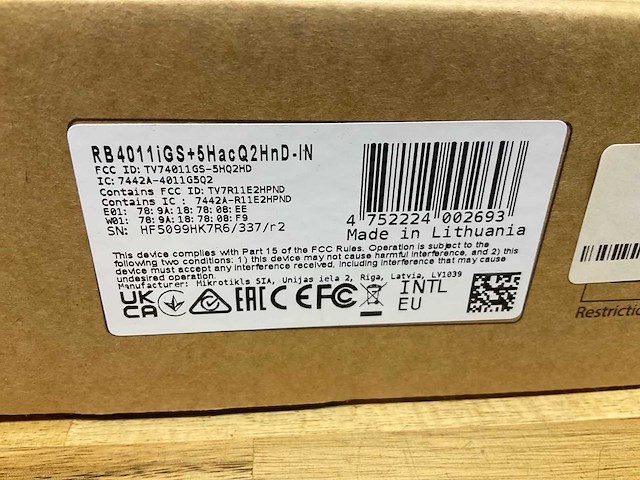 RB4011iGS+5HacQ2HnD-IN
FCC ID: TV74011GS-5HQ2HD
IC: 7442A-4011G5Q2
Contains FCC ID: TV7R11E2HPND
Contains IC : 7442A-R11E2HPND
E01: 78:9A:18:78:08:EE
W01: 78:9A:18:78:08:F9
SN: HF5099HK7R6/337/r2
4 752224 002693
Made in Lithuania
This device complies with Part 15 of the FCC Rules. Operation is subject to the
following two conditions: 1) this device may not cause harmful interference, and 2) this
device must accept any interference received, including interference that may cause
undesired operation.
Manufacturer: Mikrotikls SIA, Unijas iela 2, Riga, Latvia, LV1039
UK CA EAC CE FC INTL
EU
Restrictio